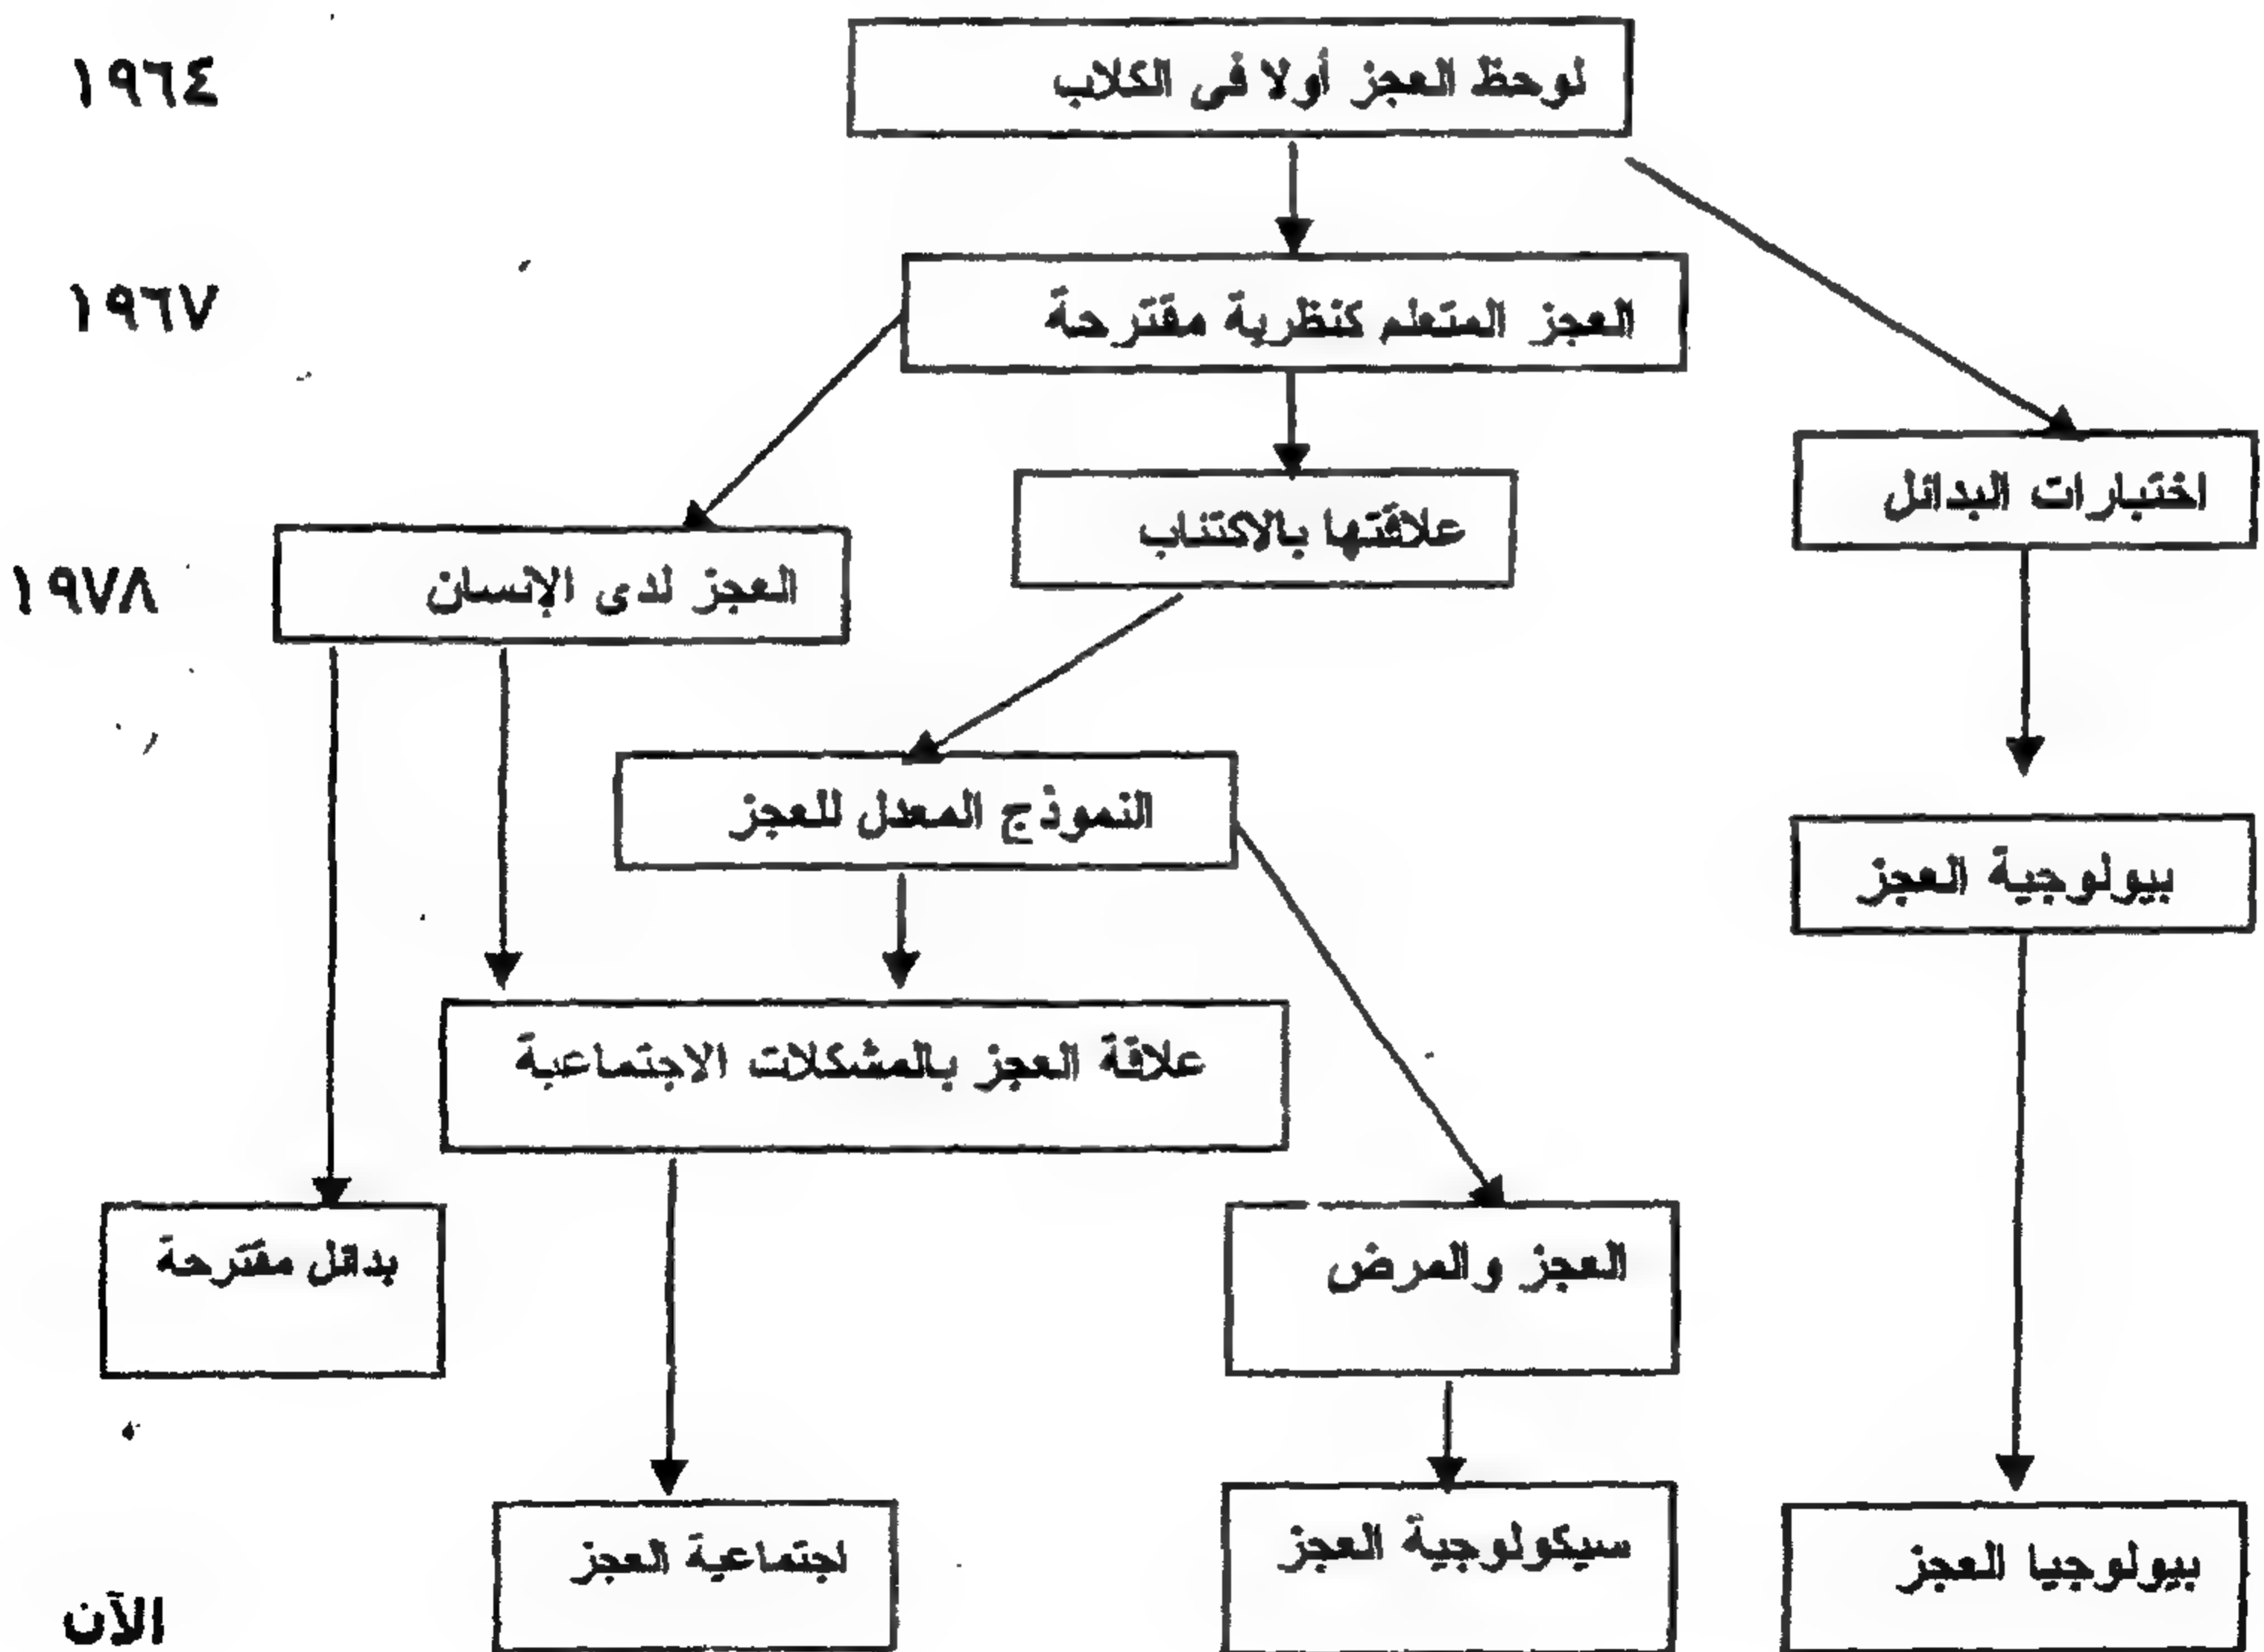 ١٩٦٤
لوحظ العجز أولا فى الكلاب
١٩٦٧
العجز المتعلم كنظرية مقترحة
اختبارات البدائل
علاقتها بالاكتئاب
١٩٧٨
العجز لدى الإنسان
النموذج المعدل للعجز
بيولوجية العجز
علاقة العجز بالمشكلات الاجتماعية
العجز والمرض
بدائل مقترحة
بيولوجيا العجز
سيكولوجية العجز
اجتماعية العجز
الآن